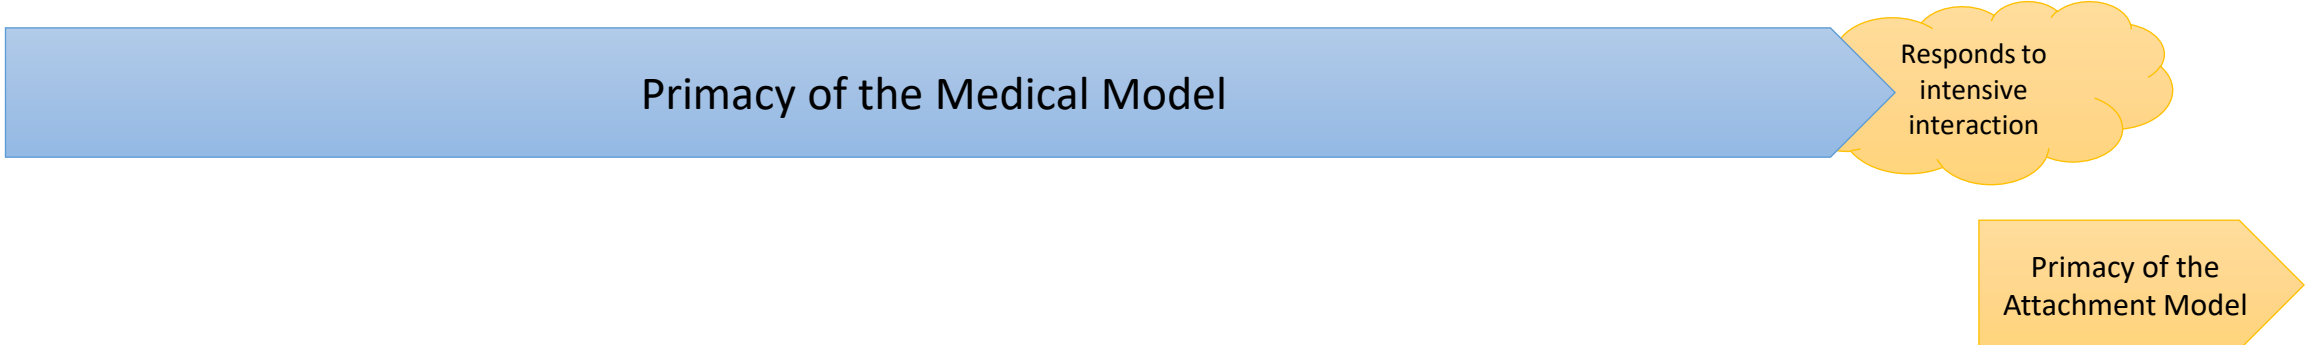 Primacy of the Medical Model
Responds to
intensive
interaction
Primacy of the
Attachment Model